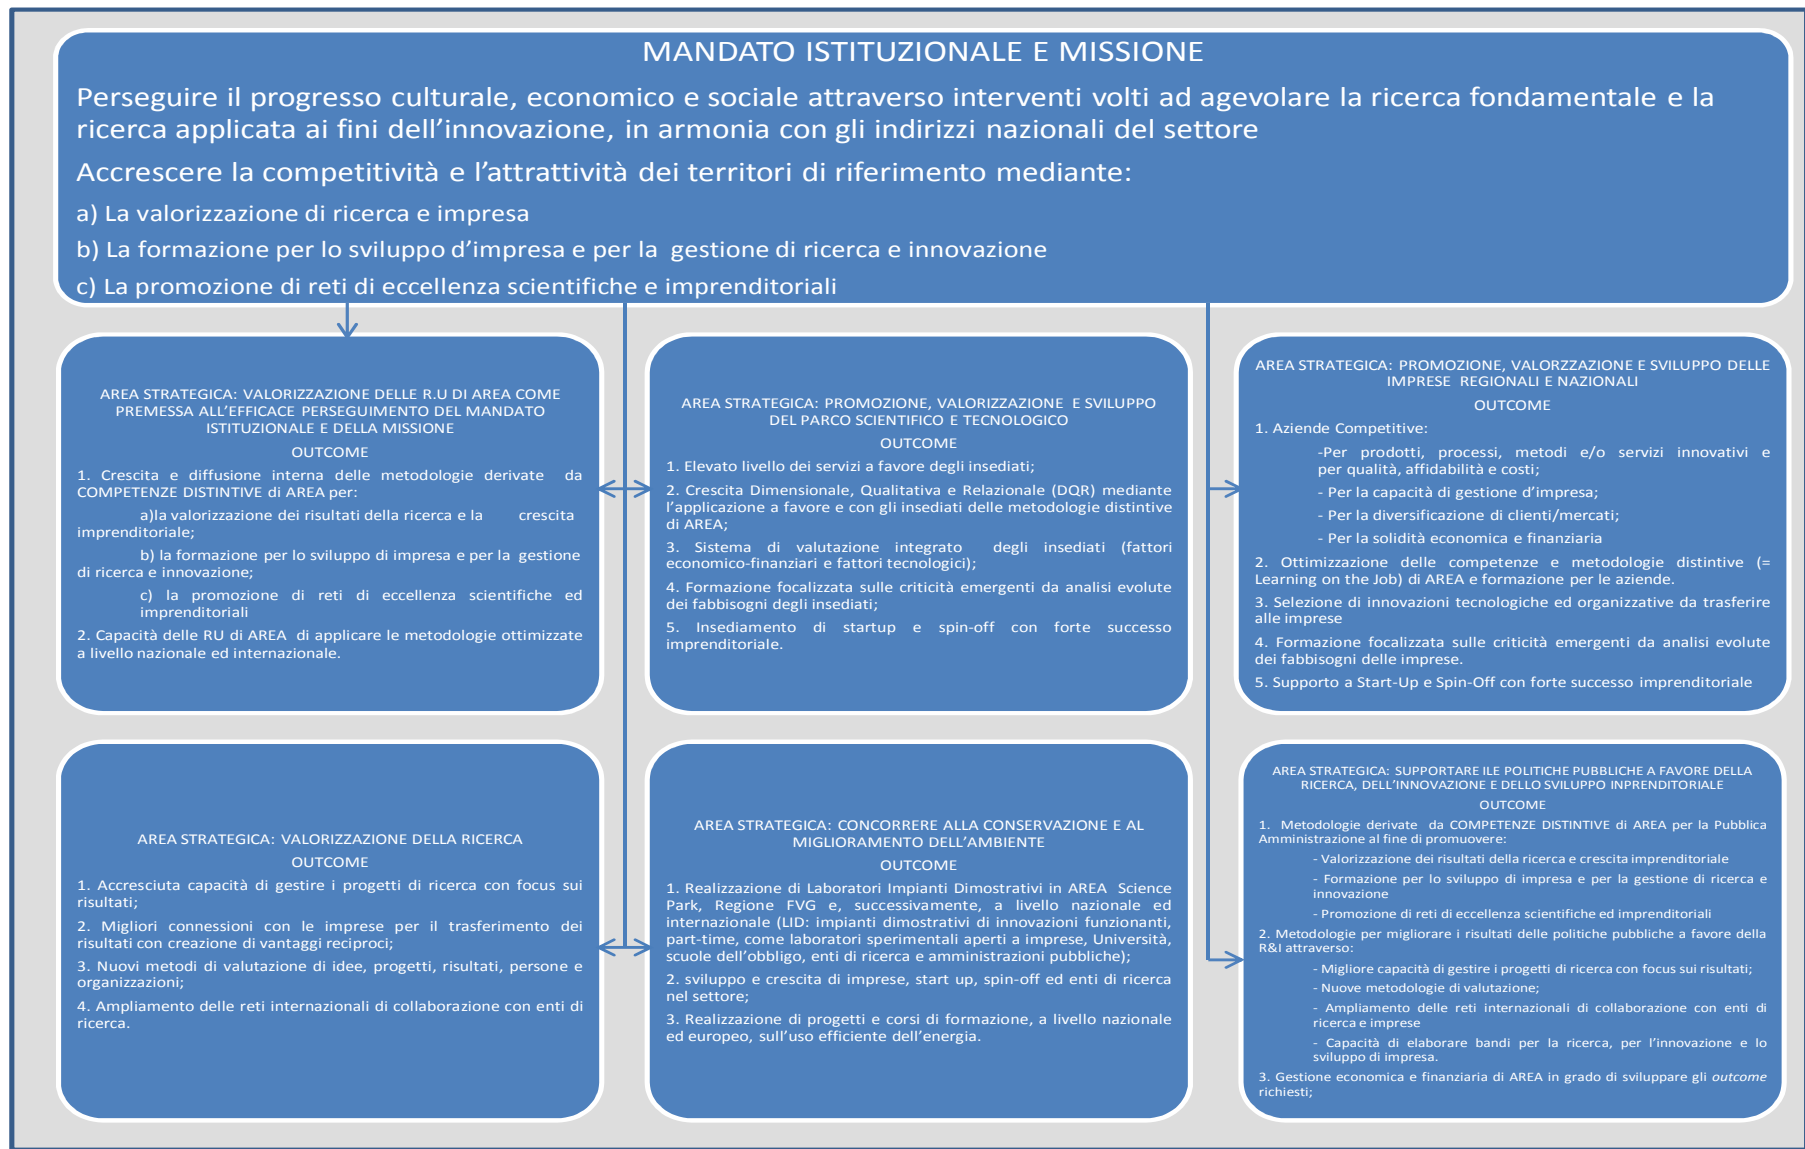 MANDATO ISTITUZIONALE E MISSIONE
Perseguire il progresso culturale, economico e sociale attraverso interventi volti ad agevolare la ricerca fondamentale e la
ricerca applicata ai fini dell’innovazione, in armonia con gli indirizzi nazionali del settore
Accrescere la competitività e l’attrattività dei territori di riferimento mediante:
a) La valorizzazione di ricerca e impresa
b) La formazione per lo sviluppo d’impresa e per la gestione di ricerca e innovazione
c) La promozione di reti di eccellenza scientifiche e imprenditoriali
AREA STRATEGICA: VALORIZZAZIONE DELLE R.U DI AREA COME
PREMESSA ALL’EFFICACE PERSEGUIMENTO DEL MANDATO
ISTITUZIONALE E DELLA MISSIONE
OUTCOME
1. Crescita e diffusione interna delle metodologie derivate da
COMPETENZE DISTINTIVE di AREA per:
a)la valorizzazione dei risultati della ricerca e la crescita
imprenditoriale;
b) la formazione per lo sviluppo di impresa e per la gestione
di ricerca e innovazione;
c) la promozione di reti di eccellenza scientifiche ed
imprenditoriali
2. Capacità delle RU di AREA di applicare le metodologie ottimizzate
a livello nazionale ed internazionale.
AREA STRATEGICA: PROMOZIONE, VALORIZZAZIONE E SVILUPPO
DEL PARCO SCIENTIFICO E TECNOLOGICO
OUTCOME
1. Elevato livello dei servizi a favore degli insediati;
2. Crescita Dimensionale, Qualitativa e Relazionale (DQR) mediante
l’applicazione a favore e con gli insediati delle metodologie distintive
di AREA;
3. Sistema di valutazione integrato degli insediati (fattori
economico-finanziari e fattori tecnologici);
4. Formazione focalizzata sulle criticità emergenti da analisi evolute
dei fabbisogni degli insediati;
5. Insediamento di startup e spin-off con forte successo
imprenditoriale.
AREA STRATEGICA: PROMOZIONE, VALORZZAZIONE E SVILUPPO DELLE
IMPRESE REGIONALI E NAZIONALI
OUTCOME
1. Aziende Competitive:
-Per prodotti, processi, metodi e/o servizi innovativi e
per qualità, affidabilità e costi;
- Per la capacità di gestione d’impresa;
- Per la diversificazione di clienti/mercati;
- Per la solidità economica e finanziaria
2. Ottimizzazione delle competenze e metodologie distintive (=
Learning on the Job) di AREA e formazione per le aziende.
3. Selezione di innovazioni tecnologiche ed organizzative da trasferire
alle imprese
4. Formazione focalizzata sulle criticità emergenti da analisi evolute
dei fabbisogni delle imprese.
5. Supporto a Start-Up e Spin-Off con forte successo imprenditoriale
AREA STRATEGICA: VALORIZZAZIONE DELLA RICERCA
OUTCOME
1. Accresciuta capacità di gestire i progetti di ricerca con focus sui
risultati;
2. Migliori connessioni con le imprese per il trasferimento dei
risultati con creazione di vantaggi reciproci;
3. Nuovi metodi di valutazione di idee, progetti, risultati, persone e
organizzazioni;
4. Ampliamento delle reti internazionali di collaborazione con enti di
ricerca.
AREA STRATEGICA: CONCORRERE ALLA CONSERVAZIONE E AL
MIGLIORAMENTO DELL’AMBIENTE
OUTCOME
1. Realizzazione di Laboratori Impianti Dimostrativi in AREA Science
Park, Regione FVG e, successivamente, a livello nazionale ed
internazionale (LID: impianti dimostrativi di innovazioni funzionanti,
part-time, come laboratori sperimentali aperti a imprese, Università,
scuole dell’obbligo, enti di ricerca e amministrazioni pubbliche);
2. sviluppo e crescita di imprese, start up, spin-off ed enti di ricerca
nel settore;
3. Realizzazione di progetti e corsi di formazione, a livello nazionale
ed europeo, sull’uso efficiente dell’energia.
AREA STRATEGICA: SUPPORTARE ILE POLITICHE PUBBLICHE A FAVORE DELLA
RICERCA, DELL’INNOVAZIONE E DELLO SVILUPPO INPRENDITORIALE
OUTCOME
1. Metodologie derivate da COMPETENZE DISTINTIVE di AREA per la Pubblica
Amministrazione al fine di promuovere:
- Valorizzazione dei risultati della ricerca e crescita imprenditoriale
- Formazione per lo sviluppo di impresa e per la gestione di ricerca e
innovazione
- Promozione di reti di eccellenza scientifiche ed imprenditoriali
2. Metodologie per migliorare i risultati delle politiche pubbliche a favore della
R&I attraverso:
- Migliore capacità di gestire i progetti di ricerca con focus sui risultati;
- Nuove metodologie di valutazione;
- Ampliamento delle reti internazionali di collaborazione con enti di
ricerca e imprese
- Capacità di elaborare bandi per la ricerca, per l’innovazione e lo
sviluppo di impresa.
3. Gestione economica e finanziaria di AREA in grado di sviluppare gli outcome
richiesti;